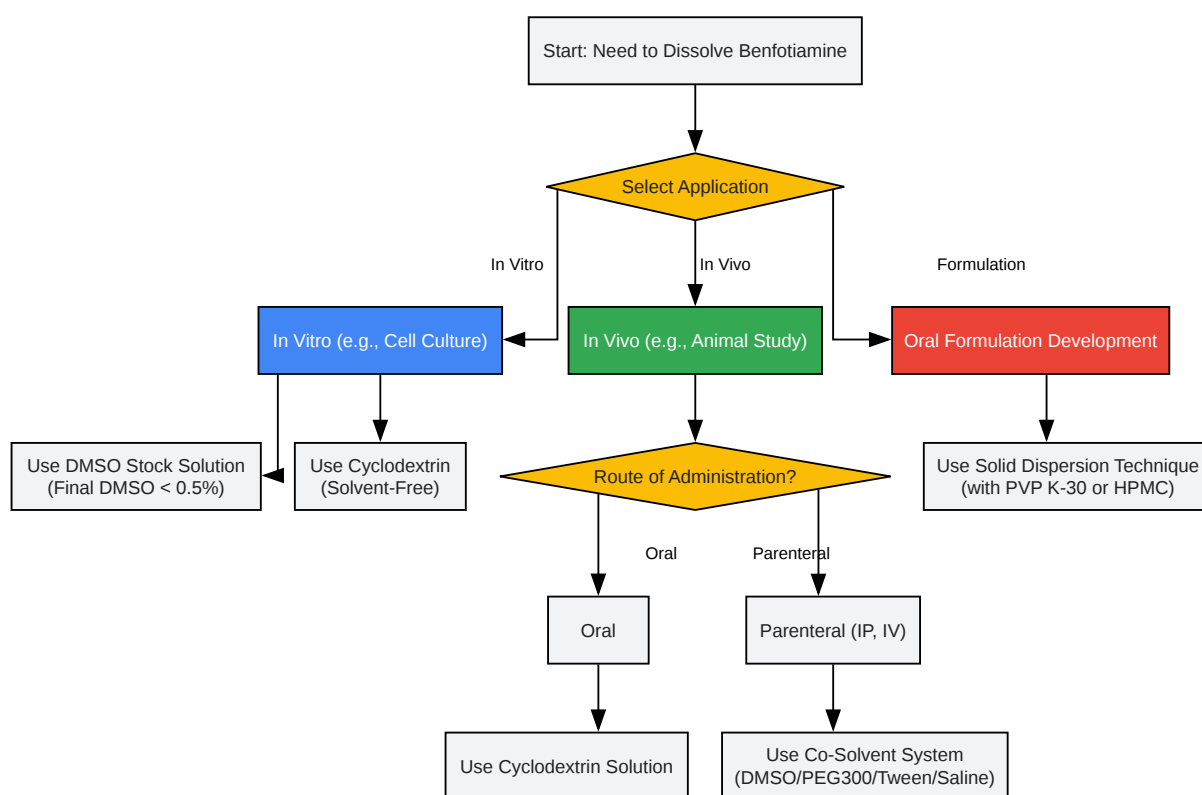 Start: Need to Dissolve Benfotiamine
Select Application
In Vitro
In Vivo
Formulation
In Vitro (e.g., Cell Culture)
In Vivo (e.g., Animal Study)
Oral Formulation Development
Use DMSO Stock Solution
(Final DMSO < 0.5%)
Use Cyclodextrin
(Solvent-Free)
Route of Administration?
Use Solid Dispersion Technique
(with PVP K-30 or HPMC)
Oral
Parenteral
Oral
Parenteral (IP, IV)
Use Cyclodextrin Solution
Use Co-Solvent System
(DMSO/PEG300/Tween/Saline)